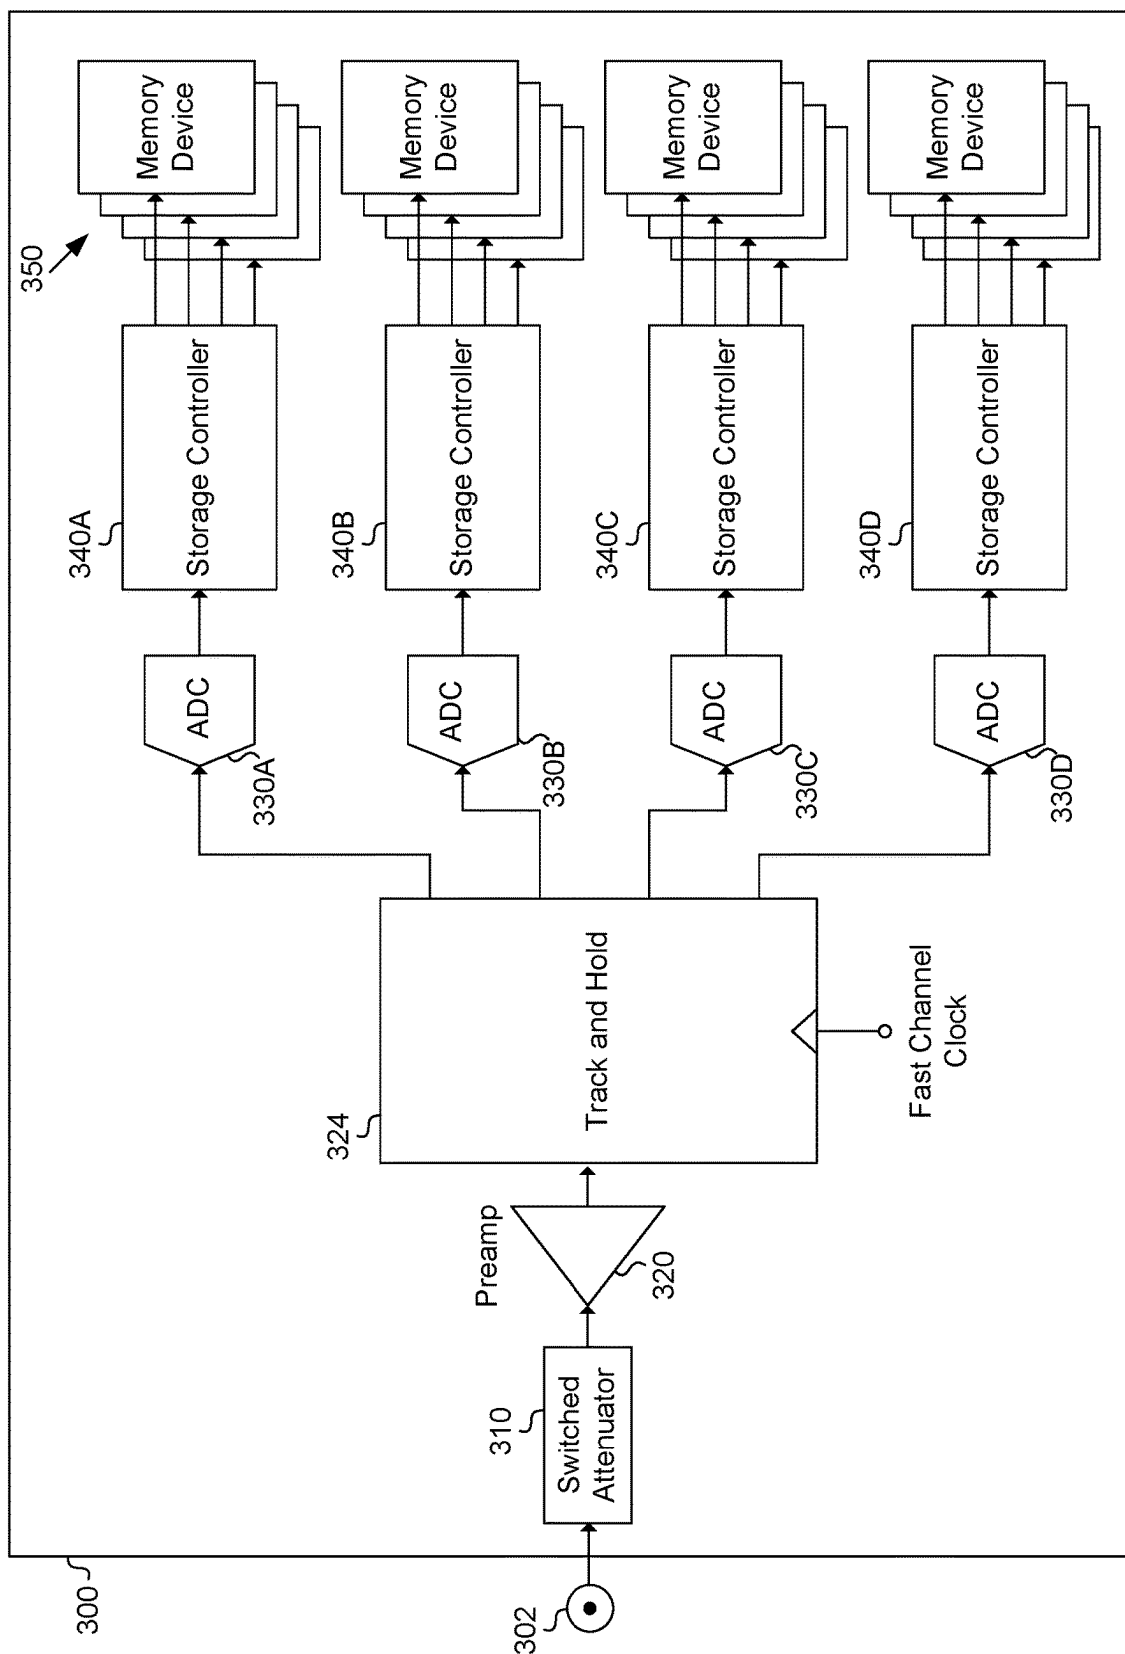 300
302
310
Switched
Attenuator
Preamp
320
324
Track and Hold
Fast Channel
Clock
330A
ADC
340A
Storage Controller
350
Memory
Device
330B
ADC
340B
Storage Controller
Memory
Device
330C
ADC
340C
Storage Controller
Memory
Device
330D
ADC
340D
Storage Controller
Memory
Device